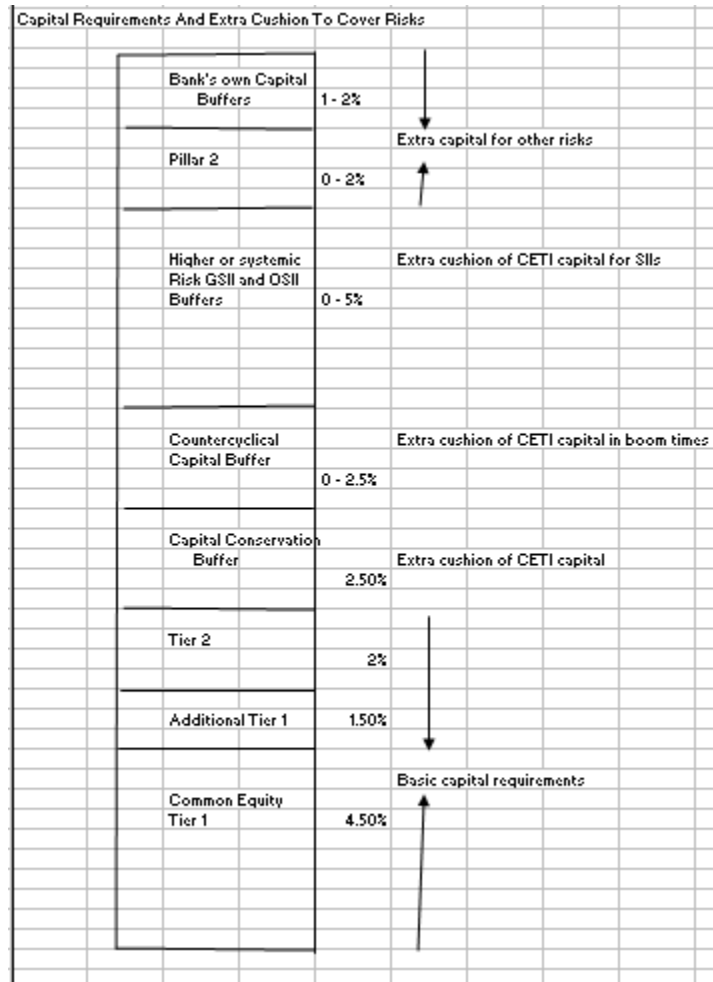 Capital Requirements And Extra Cushion To Cover Risks
Bank's own Capital
Buffers
1 - 2%
Extra capital for other risks
Pillar 2
0 - 2%
Higher or systemic
Extra cushion of CETI capital for SIIs
Risk GSII and OSII
Buffers
0 - 5%
Countercyclical
Extra cushion of CETI capital in boom times
Capital Buffer
0 - 2.5%
Capital Conservation
Buffer
Extra cushion of CETI capital
2.50%
Tier 2
2%
Additional Tier 1
1.50%
Basic capital requirements
Common Equity
Tier 1
4.50%